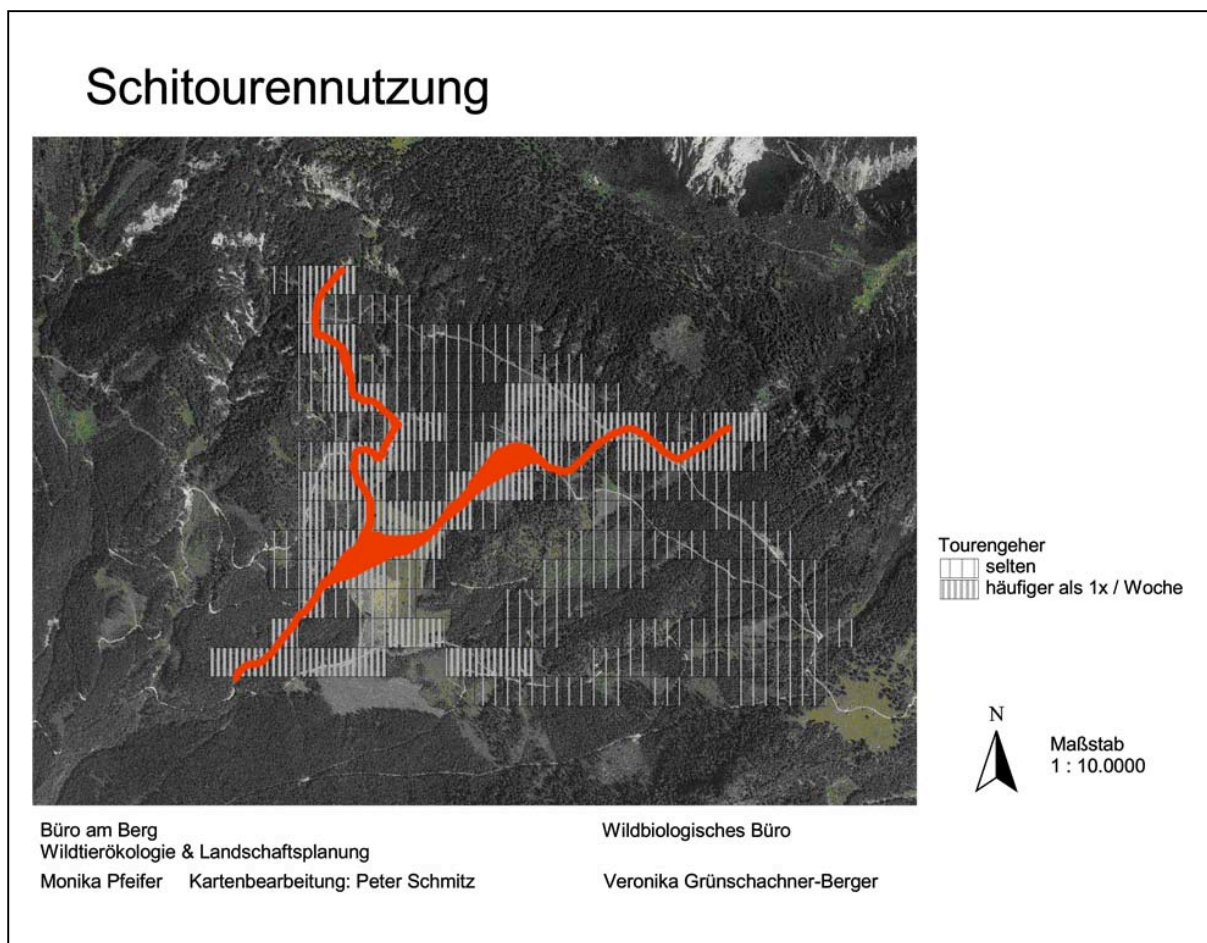 Schitourennutzung
Tourengeher
selten
häufiger als 1x / Woche
N
Maßstab
1 : 10.0000
Büro am Berg
Wildtierökologie & Landschaftsplanung
Monika Pfeifer Kartenbearbeitung: Peter Schmitz
Wildbiologisches Büro
Veronika Grünschachner-Berger